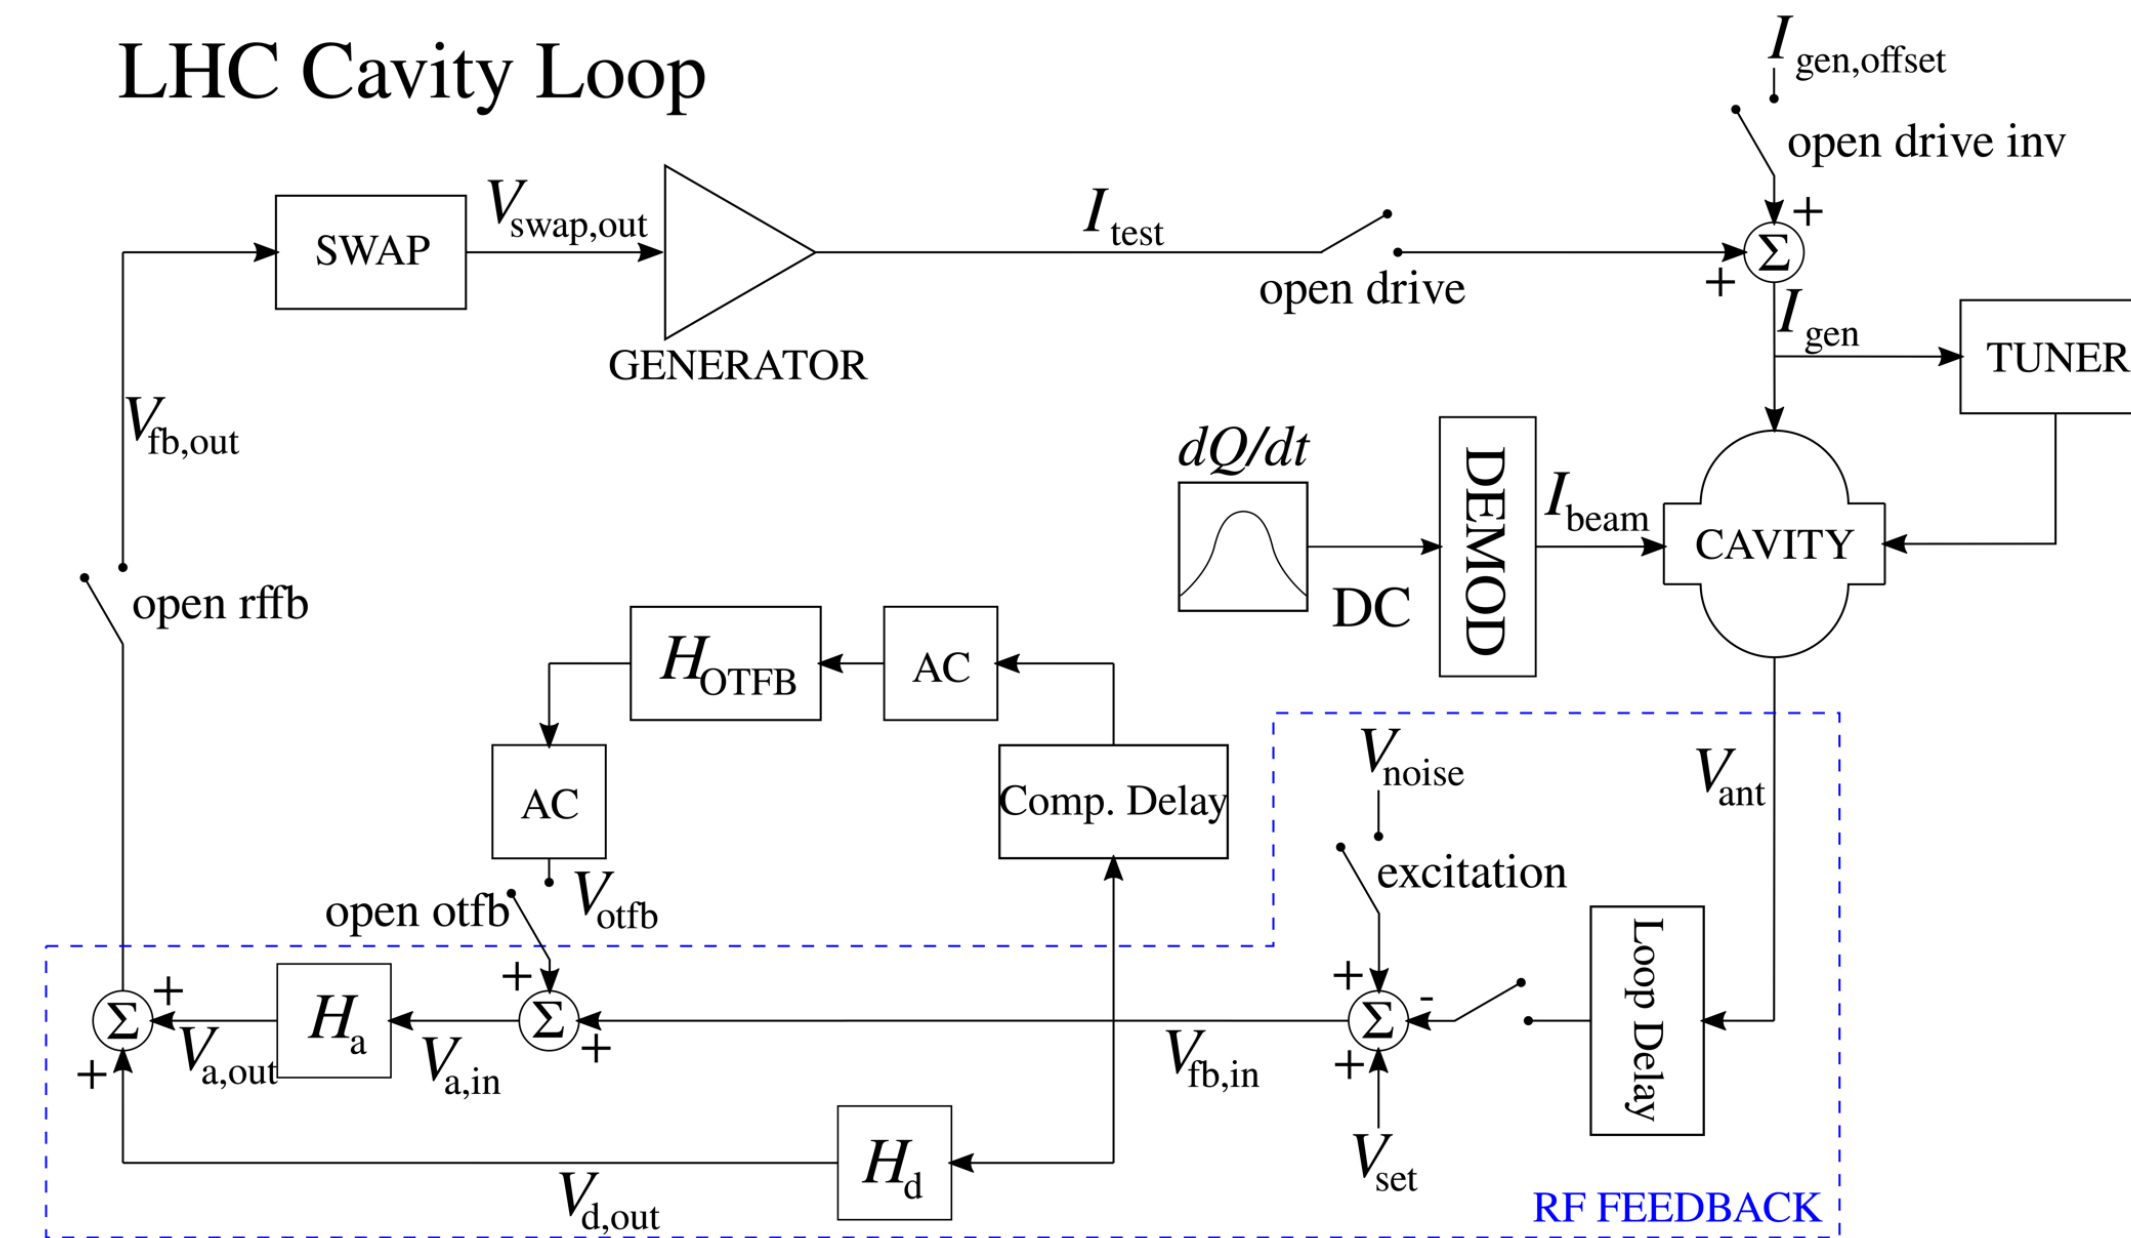 LHC Cavity Loop
I gen,offset
open drive inv
+
SWAP
V swap,out
GENERATOR
I test
open drive
Σ
+
I gen
TUNER
V fb,out
dQ/dt
DC
DEMOD
I beam
CAVITY
open rffb
H OTFB
AC
AC
Comp. Delay
V noise
V ant
excitation
open otfb
V otfb
Loop Delay
Σ
+
+
V a,out
H a
V a,in
+
Σ
+
V fb,in
+
Σ
-
+
V set
H d
V d,out
RF FEEDBACK